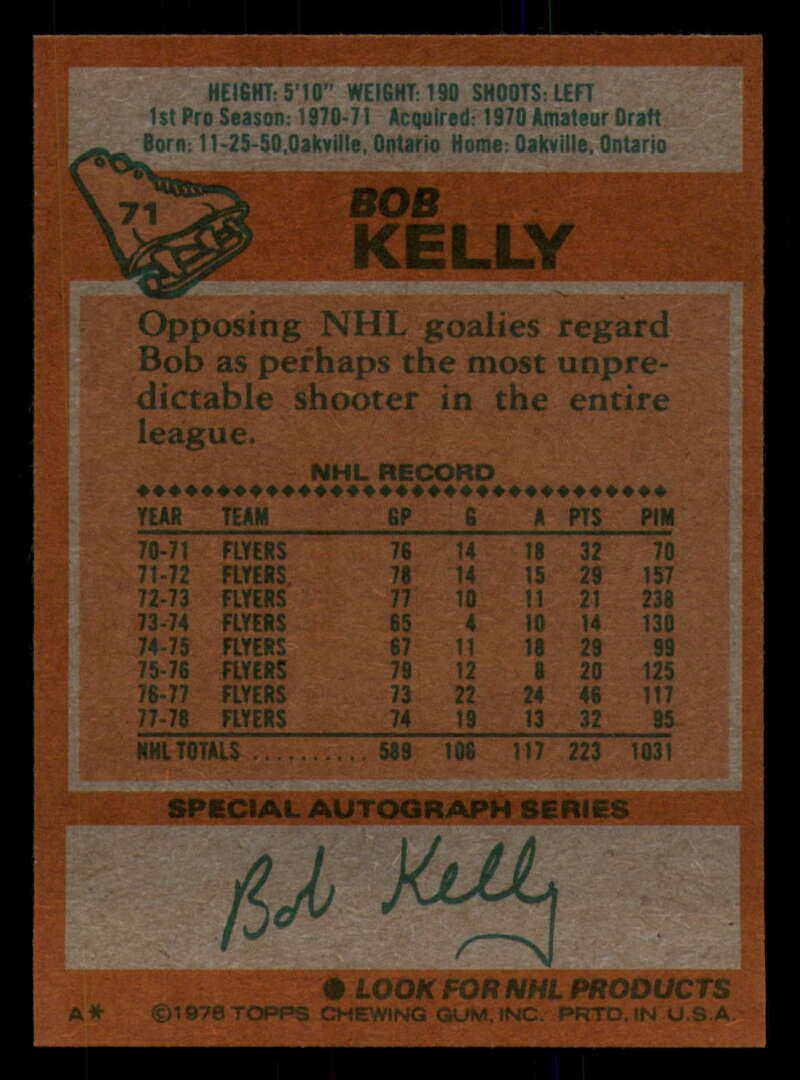 HEIGHT: 5'10" WEIGHT: 190 SHOOTS: LEFT
1st Pro Season: 1970-71 Acquired: 1970 Amateur Draft
Born: 11-25-50, Oakville, Ontario Home: Oakville, Ontario
71
BOB
KELLY
Opposing NHL goalies regard
Bob as perhaps the most unpre-
dictable shooter in the entire
league.
NHL RECORD
YEAR TEAM GP G A PTS PIM
70-71 FLYERS 76 14 18 32 70
71-72 FLYERS 78 14 15 29 157
72-73 FLYERS 77 10 11 21 238
73-74 FLYERS 65 4 10 14 130
74-75 FLYERS 67 11 18 29 99
75-76 FLYERS 79 12 8 20 125
76-77 FLYERS 73 22 24 46 117
77-78 FLYERS 74 19 13 32 95
NHL TOTALS .......... 589 106 117 223 1031
SPECIAL AUTOGRAPH SERIES
Bob Kelly
● LOOK FOR NHL PRODUCTS
A* ©1978 TOPPS CHEWING GUM, INC. PRTD. IN U.S.A.